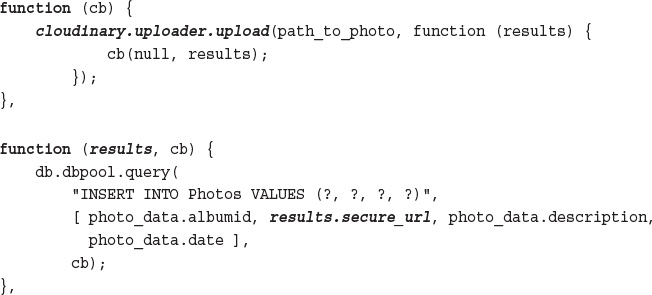 function (cb) {
    cloudinary.uploader.upload(path_to_photo, function (results) {
            cb(null, results);
        });
},

function (results, cb) {
    db.dbpool.query(
        "INSERT INTO Photos VALUES (?, ?, ?, ?)",
        [ photo_data.albumid, results.secure_url, photo_data.description,
          photo_data.date ],
        cb);
},